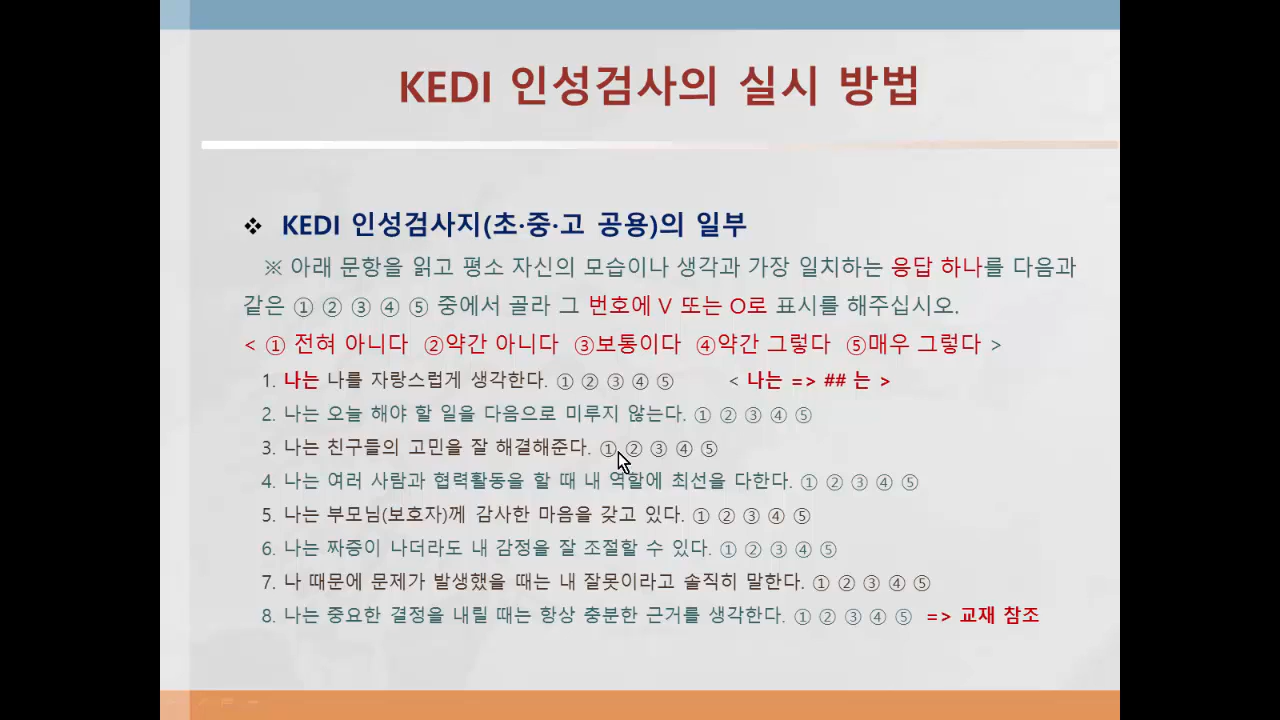 KEDI 인성검사의 실시 방법
❖ KEDI 인성검사지(초·중·고 공용)의 일부
※ 아래 문항을 읽고 평소 자신의 모습이나 생각과 가장 일치하는 응답 하나를 다음과
같은 ① ② ③ ④ ⑤ 중에서 골라 그 번호에 V 또는 O로 표시를 해주십시오.
< ① 전혀 아니다 ②약간 아니다 ③보통이다 ④약간 그렇다 ⑤매우 그렇다 >
1. 나는 나를 자랑스럽게 생각한다. ① ② ③ ④ ⑤ < 나는 => ## 는 >
2. 나는 오늘 해야 할 일을 다음으로 미루지 않는다. ① ② ③ ④ ⑤
3. 나는 친구들의 고민을 잘 해결해준다. ① ② ③ ④ ⑤
4. 나는 여러 사람과 협력활동을 할 때 내 역할에 최선을 다한다. ① ② ③ ④ ⑤
5. 나는 부모님(보호자)께 감사한 마음을 갖고 있다. ① ② ③ ④ ⑤
6. 나는 짜증이 나더라도 내 감정을 잘 조절할 수 있다. ① ② ③ ④ ⑤
7. 나 때문에 문제가 발생했을 때는 내 잘못이라고 솔직히 말한다. ① ② ③ ④ ⑤
8. 나는 중요한 결정을 내릴 때는 항상 충분한 근거를 생각한다. ① ② ③ ④ ⑤ => 교재 참조